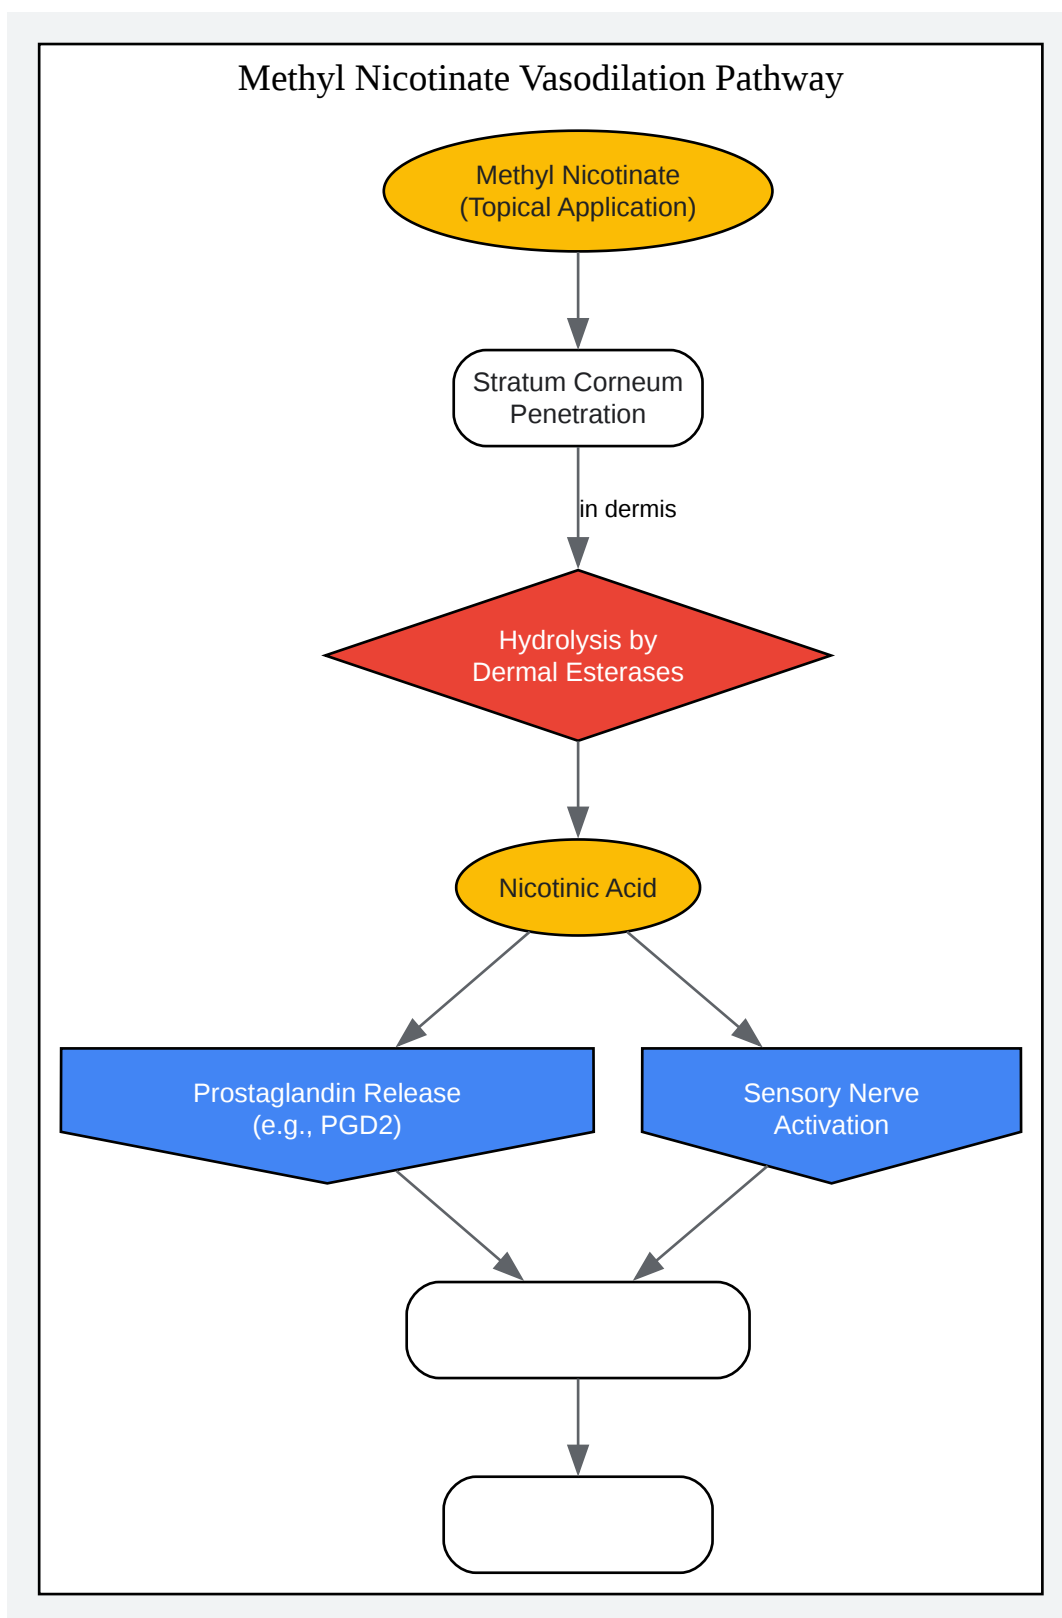 Methyl Nicotinate Vasodilation Pathway
Methyl Nicotinate
(Topical Application)
Stratum Corneum
Penetration
in dermis
Hydrolysis by
Dermal Esterases
Nicotinic Acid
Prostaglandin Release
(e.g., PGD2)
Sensory Nerve
Activation